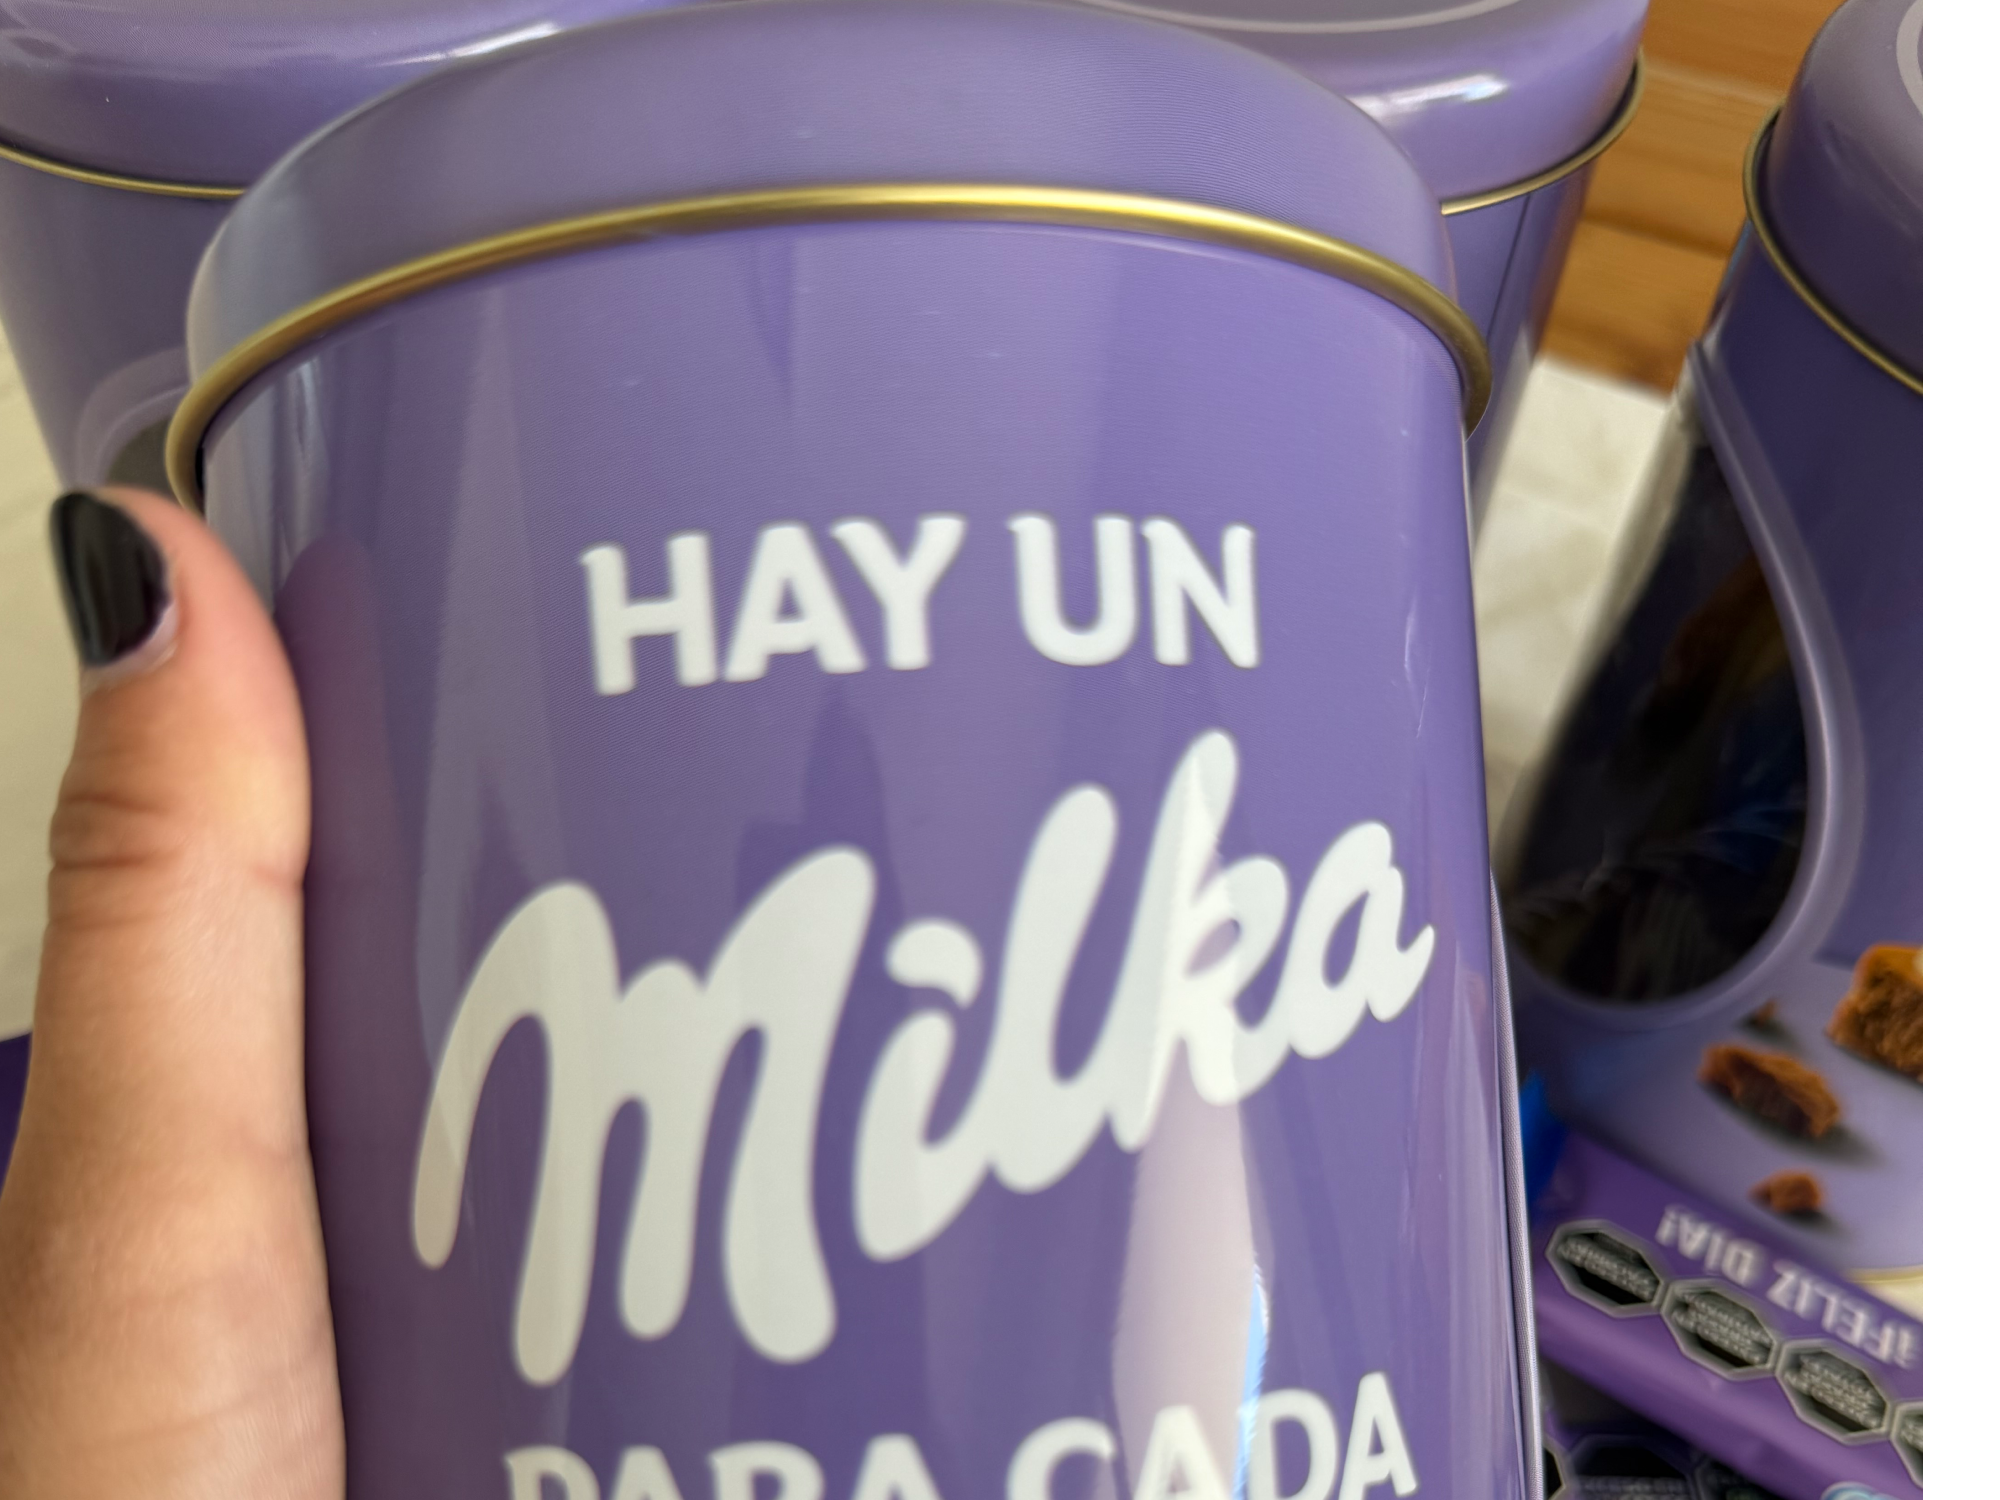 HAY UN
Milka
PARA CADA
¡FELIZ DÍA!